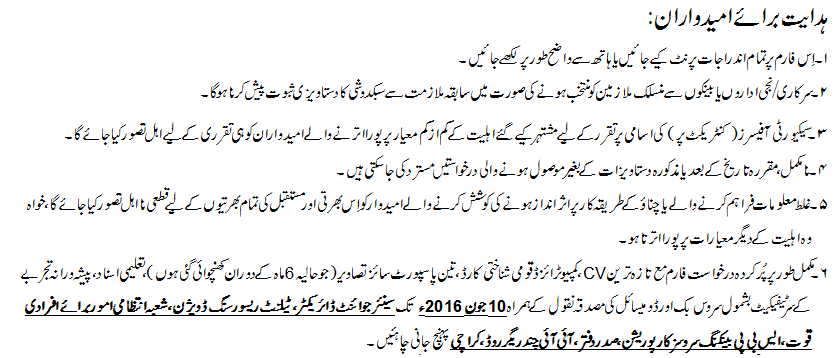 ہدایت برائے امیدواران:
۱۔اِس فارم پر تمام اندراجات پرنٹ کیے جائیں یا ہاتھ سے واضح طور پر لکھے جائیں۔
۲۔سرکاری/نجی اداروں یا بینکوں سے منسلک ملازمین کو منتخب ہونے کی صورت میں سابقہ ملازمت سے سبکدوشی کا دستاویزی ثبوت پیش کرنا ہوگا۔
۳۔سیکیورٹی آفیسرز (کنٹریکٹ پر) کی اسامی پر تقرر کے لیے مشتہر کیے گئے اہلیت کے کم از کم معیار پر پورا اترنے والے امیدواران کو ہی تقرری کے لیے اہل تصور کیا جائے گا۔
۴۔ نامکمل، مقررہ تاریخ کے بعد یا مذکورہ دستاویزات کے بغیر موصول ہونے والی درخواستیں مسترد کی جاسکتی ہیں۔
۵۔ غلط معلومات فراہم کرنے والے یا چناؤ کے طریقہ کار پر اثر انداز ہونے کی کوشش کرنے والے امیدوار کو اِس بھرتی اور مستقبل کی تمام بھرتیوں کے لیے قطعی نااہل تصور کیا جائے گا، خواہ
وہ اہلیت کے دیگر معیارات پر پورا اترتا ہو۔
۶۔ مکمل طور پر پُر کردہ درخواست فارم مع تازہ ترین CV، کمپیوٹرائزڈ قومی شناختی کارڈ، تین پاسپورٹ سائز تصاویر (جو حالیہ 6 ماہ کے دوران کھنچوائی گئی ہوں)، تعلیمی اسناد، پیشہ ورانہ تجربے
کے سرٹیفکیٹ بشمول سروس بک اور ڈومیسائل کی مصدقہ نقول کے ہمراہ 10 جون 2016ء تک سینئر جوائنٹ ڈائریکٹر، ٹیلنٹ ریسورسنگ ڈویژن، شعبہ انتظامی امور برائے افرادی
قوت، ایس بی پی بینکنگ سروسز کارپوریشن، صدر دفتر، آئی آئی چندریگر روڈ، کراچی پہنچ جانی چاہئیں۔